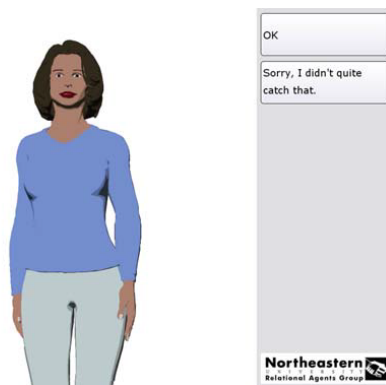 OK
Sorry, I didn't quite
catch that.
Northeastern
UNIVERSITY
Relational Agents Group